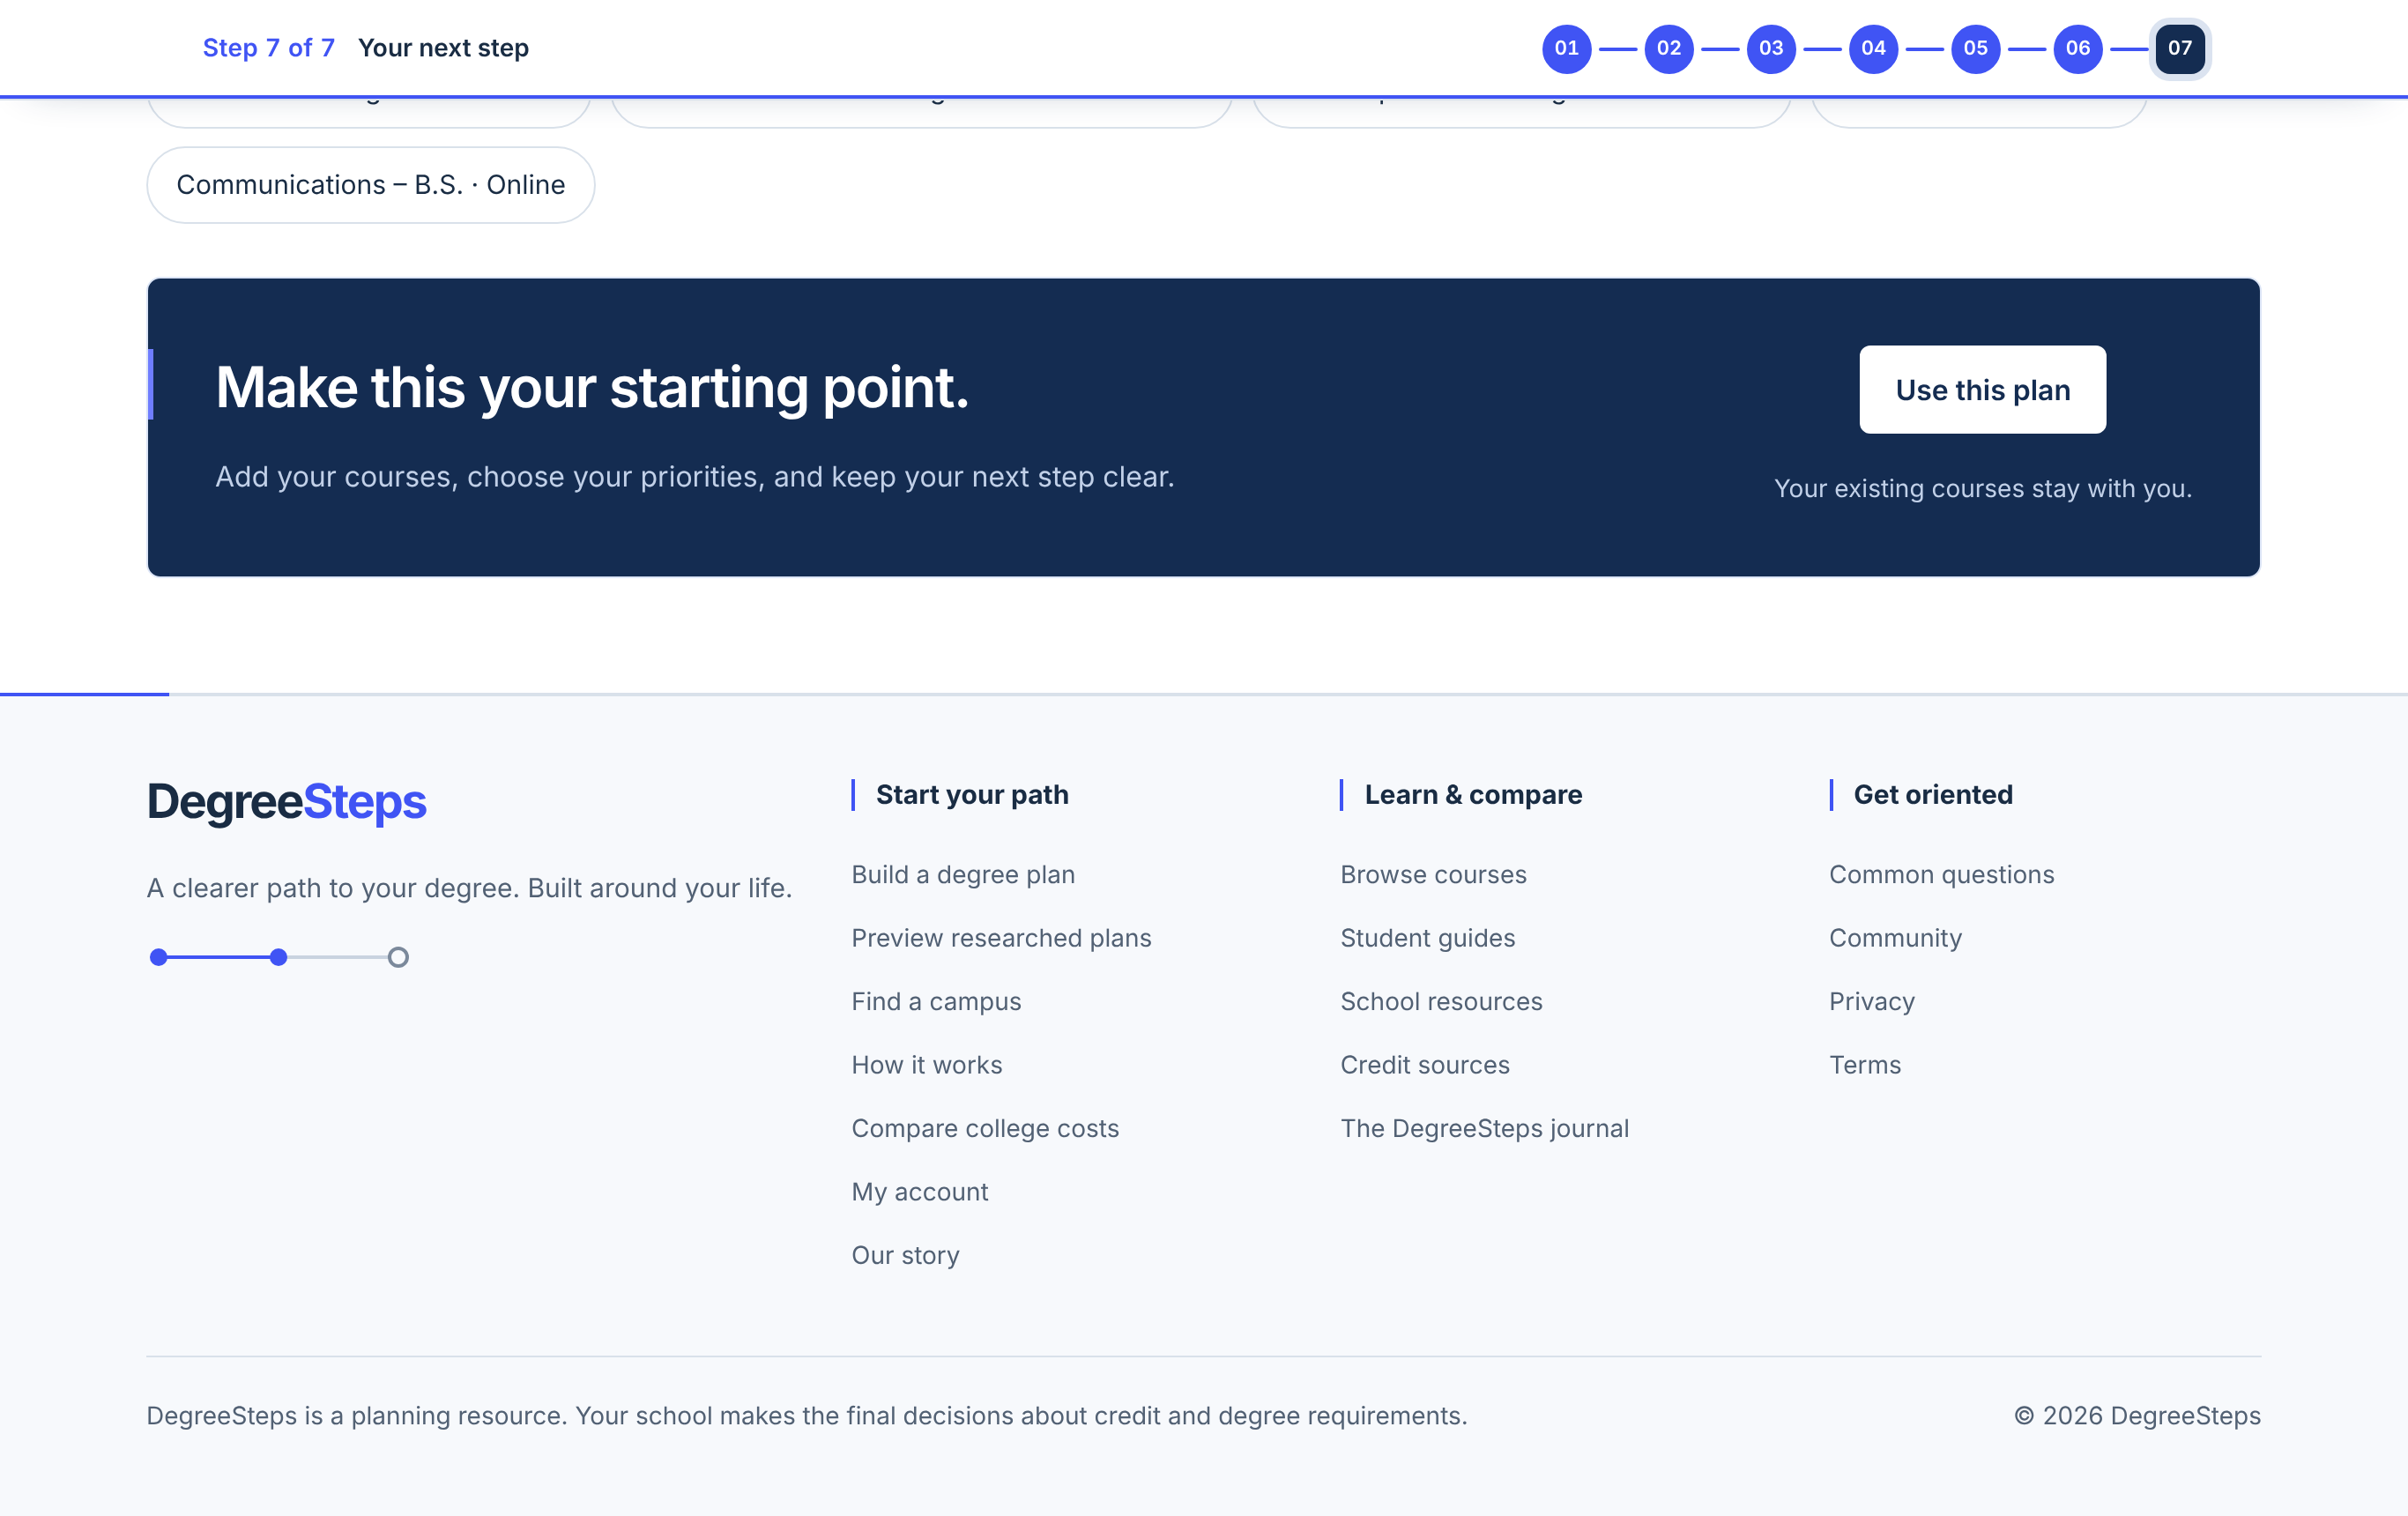 Step 7 of 7 Your next step
01 02 03 04 05 06 07
Communications – B.S. · Online
Make this your starting point.
Add your courses, choose your priorities, and keep your next step clear.
Use this plan
Your existing courses stay with you.
DegreeSteps
A clearer path to your degree. Built around your life.
Start your path
Build a degree plan
Preview researched plans
Find a campus
How it works
Compare college costs
My account
Our story
Learn & compare
Browse courses
Student guides
School resources
Credit sources
The DegreeSteps journal
Get oriented
Common questions
Community
Privacy
Terms
DegreeSteps is a planning resource. Your school makes the final decisions about credit and degree requirements.
© 2026 DegreeSteps